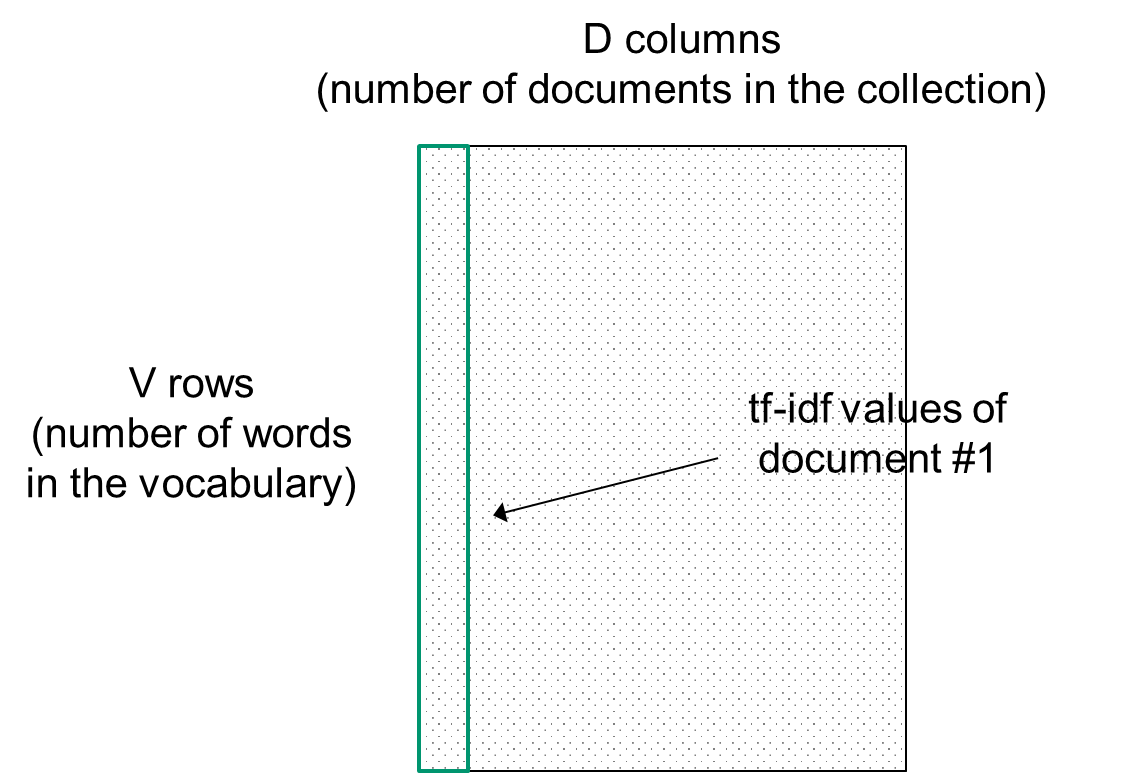 D columns
(number of documents in the collection)
V rows
(number of words
in the vocabulary)
tf-idf values of
document #1